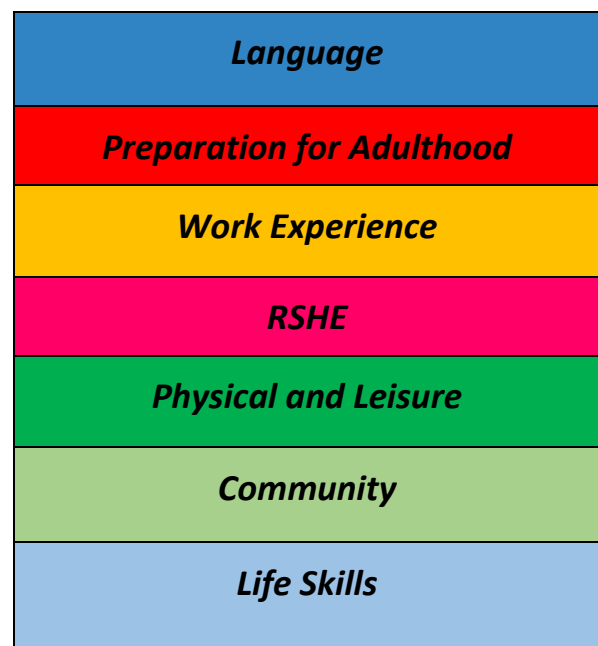 Language
Preparation for Adulthood
Work Experience
RSHE
Physical and Leisure
Community
Life Skills